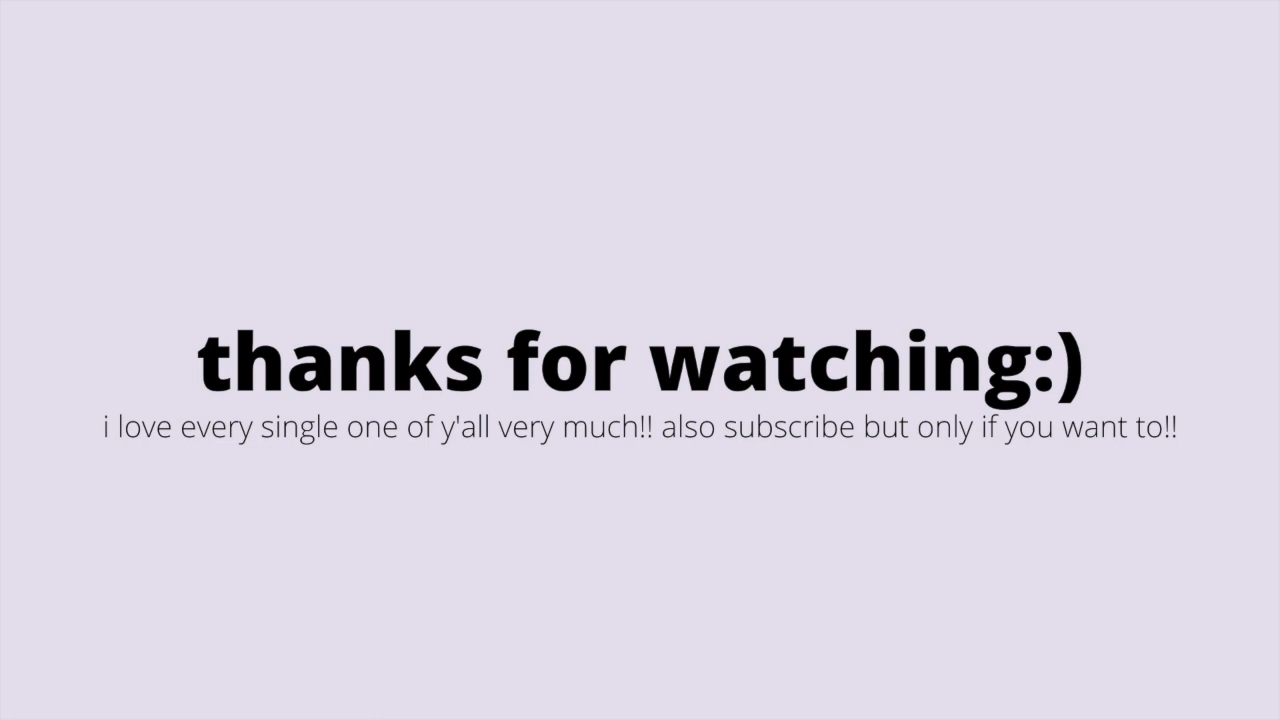 thanks for watching:)
i love every single one of y'all very much!! also subscribe but only if you want to!!